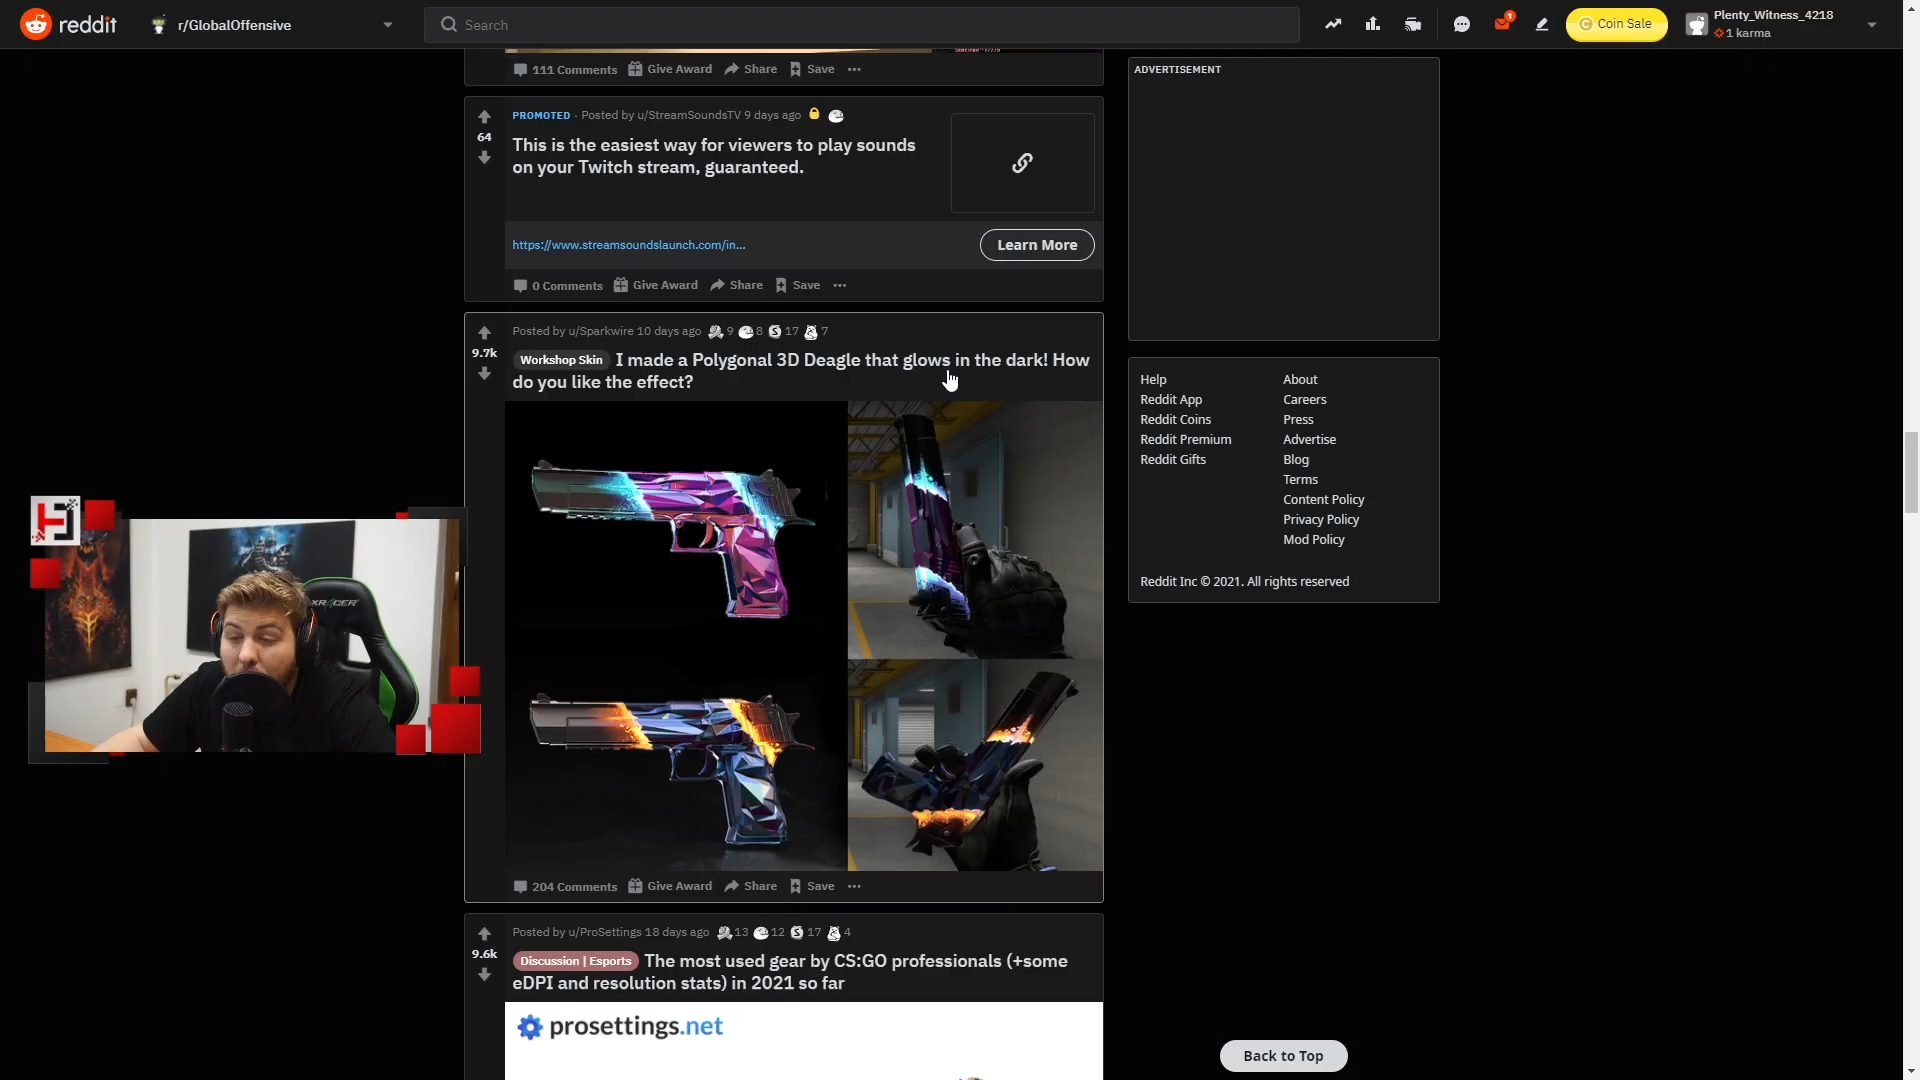 reddit
r/GlobalOffensive
Search
1
Coin Sale
Plenty_Witness_4218
1 karma
111 Comments Give Award Share Save
ADVERTISEMENT
64
PROMOTED · Posted by u/StreamSoundsTV 9 days ago
This is the easiest way for viewers to play sounds
on your Twitch stream, guaranteed.
https://www.streamsoundslaunch.com/in...
Learn More
0 Comments Give Award Share Save
9.7k
Posted by u/Sparkwire 10 days ago 9 8 17 7
Workshop Skin I made a Polygonal 3D Deagle that glows in the dark! How
do you like the effect?
204 Comments Give Award Share Save
Help
Reddit App
Reddit Coins
Reddit Premium
Reddit Gifts
About
Careers
Press
Advertise
Blog
Terms
Content Policy
Privacy Policy
Mod Policy
Reddit Inc © 2021. All rights reserved
9.6k
Posted by u/ProSettings 18 days ago 13 12 17 4
Discussion | Esports The most used gear by CS:GO professionals (+some
eDPI and resolution stats) in 2021 so far
prosettings.net
Back to Top